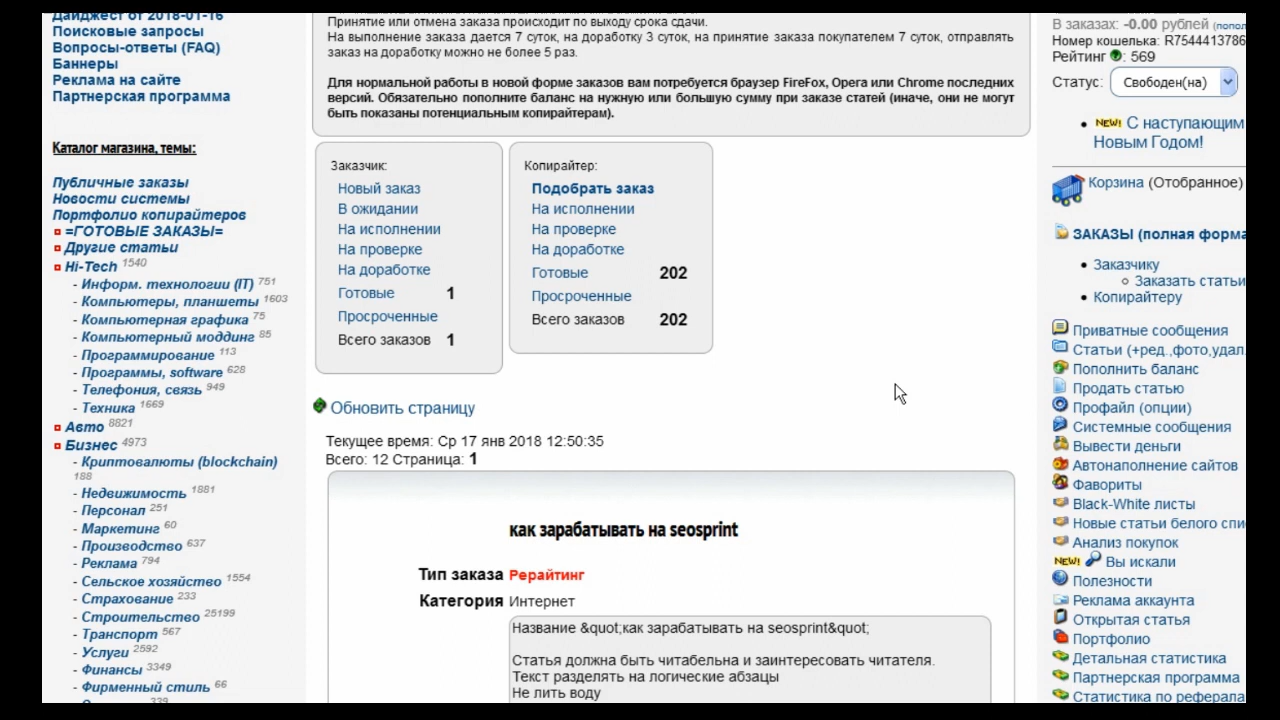 Дайджест от 2018-01-16
Поисковые запросы
Вопросы-ответы (FAQ)
Баннеры
Реклама на сайте
Партнерская программа
Каталог магазина, темы:
Публичные заказы
Новости системы
Портфолио копирайтеров
=ГОТОВЫЕ ЗАКАЗЫ=
Другие статьи
Hi-Tech 1540
- Информ. технологии (IT) 751
- Компьютеры, планшеты 1603
- Компьютерная графика 75
- Компьютерный моддинг 85
- Программирование 113
- Программы, software 628
- Телефония, связь 949
- Техника 1669
Авто 8821
Бизнес 4973
- Криптовалюты (blockchain)
188
- Недвижимость 1881
- Персонал 251
- Маркетинг 60
- Производство 637
- Реклама 794
- Сельское хозяйство 1554
- Страхование 233
- Строительство 25199
- Транспорт 567
- Услуги 2592
- Финансы 3349
- Фирменный стиль 66
339
Принятие или отмена заказа происходит по выходу срока сдачи.
На выполнение заказа дается 7 суток, на доработку 3 суток, на принятие заказа покупателем 7 суток, отправлять
заказ на доработку можно не более 5 раз.
Для нормальной работы в новой форме заказов вам потребуется браузер FireFox, Opera или Chrome последних
версий. Обязательно пополните баланс на нужную или большую сумму при заказе статей (иначе, они не могут
быть показаны потенциальным копирайтерам).
Заказчик:
Новый заказ
В ожидании
На исполнении
На проверке
На доработке
Готовые 1
Просроченные
Всего заказов 1
Копирайтер:
Подобрать заказ
На исполнении
На проверке
На доработке
Готовые 202
Просроченные
Всего заказов 202
Обновить страницу
Текущее время: Ср 17 янв 2018 12:50:35
Всего: 12 Страница: 1
как зарабатывать на seosprint
Тип заказа Рерайтинг
Категория Интернет
Название &quot;как зарабатывать на seosprint&quot;
Статья должна быть читабельна и заинтересовать читателя.
Текст разделять на логические абзацы
Не лить воду
В заказах: -0.00 рублей (попол
Номер кошелька: R7544413786
Рейтинг : 569
Статус: Свободен(на)
NEW! С наступающим
Новым Годом!
Корзина (Отобранное)
ЗАКАЗЫ (полная форма
Заказчику
Заказать статьи
Копирайтеру
Приватные сообщения
Статьи (+ред.,фото,удал.
Пополнить баланс
Продать статью
Профайл (опции)
Системные сообщения
Вывести деньги
Автонаполнение сайтов
Фавориты
Black-White листы
Новые статьи белого спи
Анализ покупок
NEW! Вы искали
Полезности
Реклама аккаунта
Открытая статья
Портфолио
Детальная статистика
Партнерская программа
Статистика по реферала